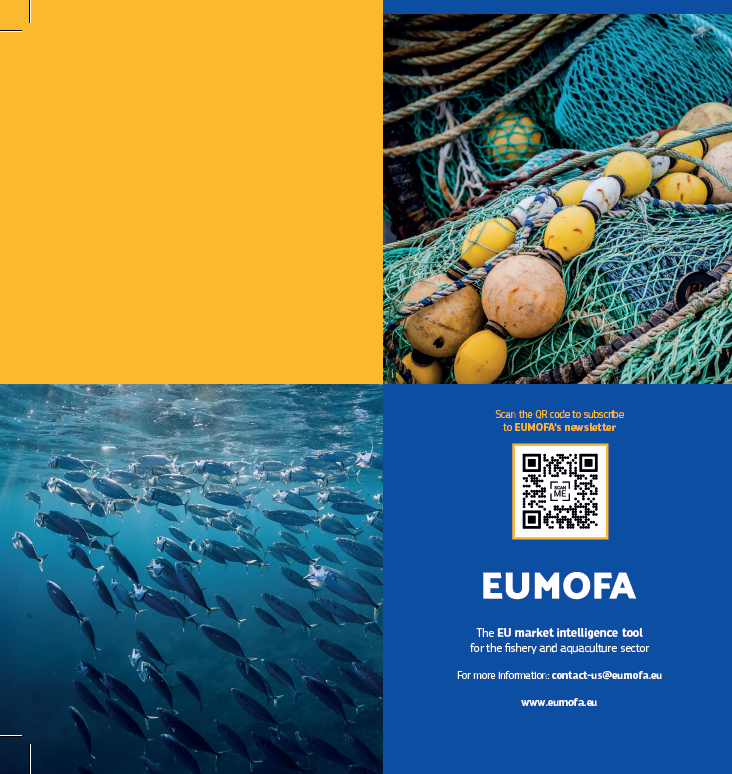 Scan the QR code to subscribe
to EUMOFA's newsletter
SCAN
ME
EUMOFA
The EU market intelligence tool
for the fishery and aquaculture sector
For more information: contact-us@eumofa.eu
www.eumofa.eu